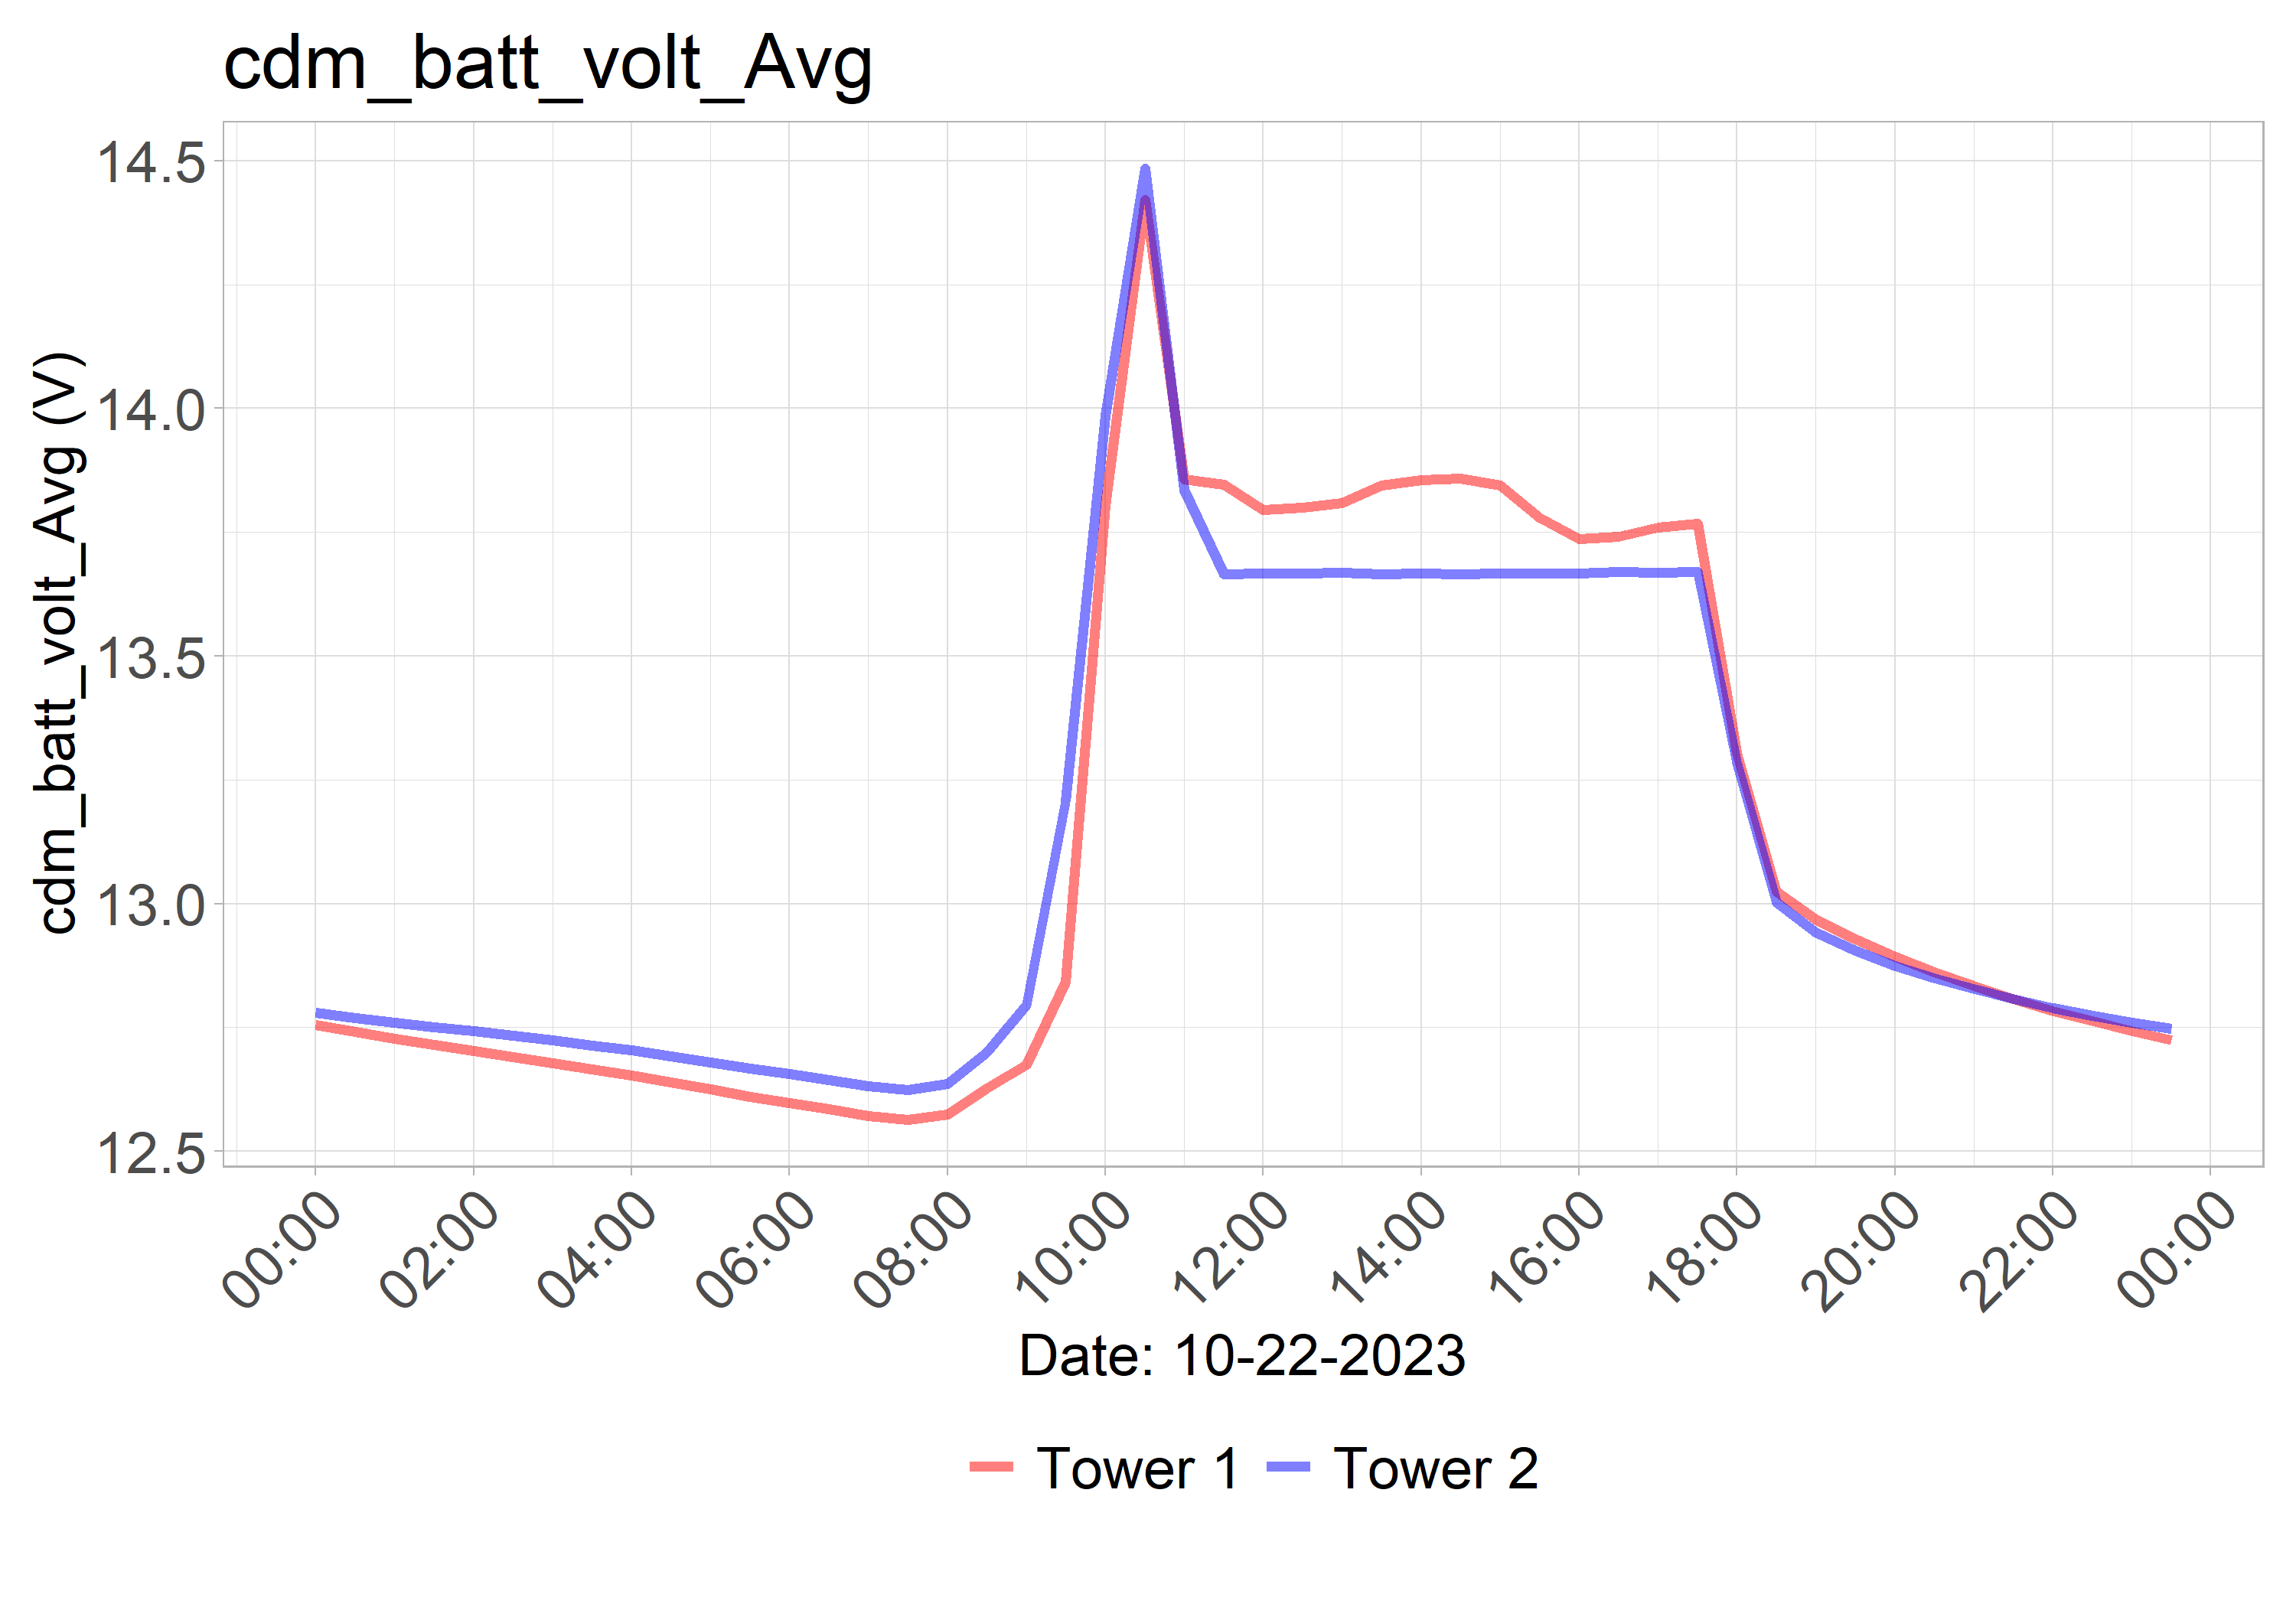 cdm_batt_volt_Avg
cdm_batt_volt_Avg (V)
14.5
14.0
13.5
13.0
12.5
00:00 02:00 04:00 06:00 08:00 10:00 12:00 14:00 16:00 18:00 20:00 22:00 00:00
Date: 10-22-2023
Tower 1 Tower 2